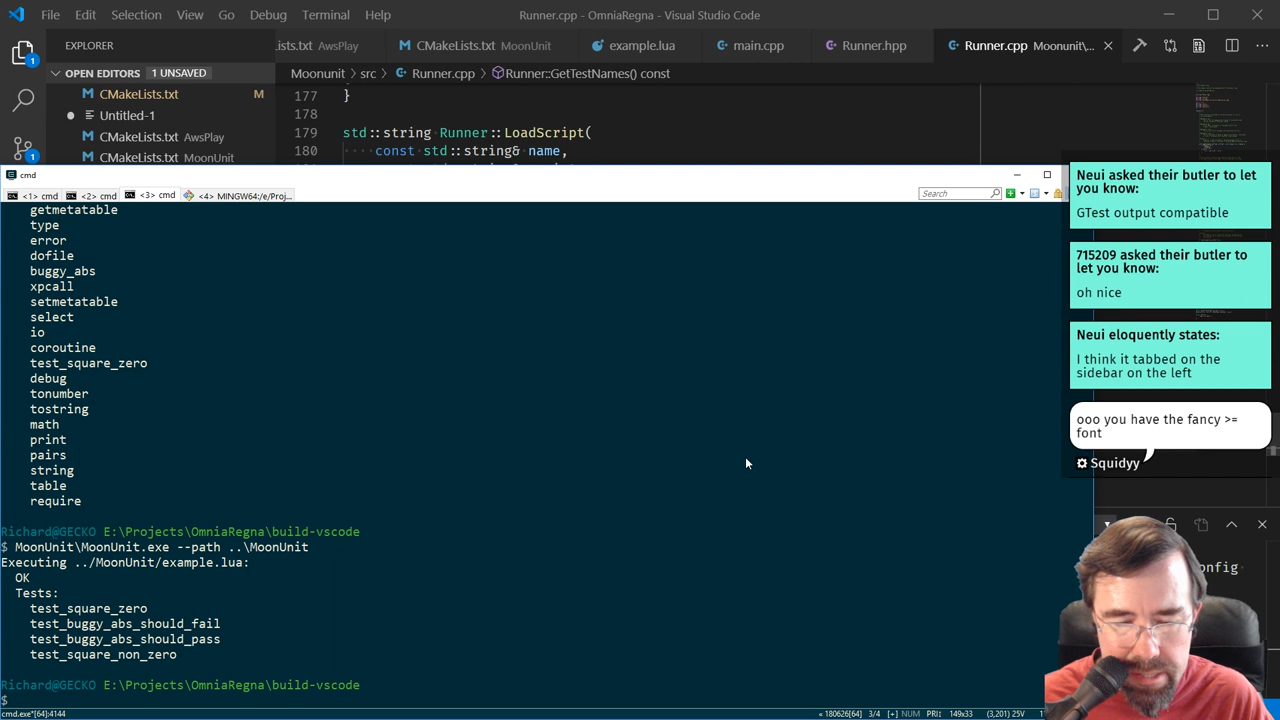 File Edit Selection View Go Debug Terminal Help
Runner.cpp - OmniaRegna - Visual Studio Code
EXPLORER
ists.txt AwsPlay
CMakeLists.txt MoonUnit
example.lua
main.cpp
Runner.hpp
Runner.cpp Moonunit\...
OPEN EDITORS 1 UNSAVED
Moonunit > src > Runner.cpp > Runner::GetTestNames() const
CMakeLists.txt M
Untitled-1
CMakeLists.txt AwsPlay
CMakeLists.txt MoonUnit
177 }
178
179 std::string Runner::LoadScript(
180 const std::string& name,
cmd
<1> cmd <2> cmd <3> cmd <4> MINGW64:/e/Proj...
Search
getmetatable
type
error
dofile
buggy_abs
xpcall
setmetatable
select
io
coroutine
test_square_zero
debug
tonumber
tostring
math
print
pairs
string
table
require
Richard@GECKO E:\Projects\OmniaRegna\build-vscode
$ MoonUnit\MoonUnit.exe --path ..\MoonUnit
Executing ../MoonUnit/example.lua:
OK
Tests:
test_square_zero
test_buggy_abs_should_fail
test_buggy_abs_should_pass
test_square_non_zero
Richard@GECKO E:\Projects\OmniaRegna\build-vscode
$
cmd.exe*[64]:4144
« 180626[64] 3/4 [+] NUM PRI: 149x33 (3,201) 25V
Neui asked their butler to let
you know:
GTest output compatible
715209 asked their butler to
let you know:
oh nice
Neui eloquently states:
I think it tabbed on the
sidebar on the left
ooo you have the fancy >=
font
Squidyy
onfig